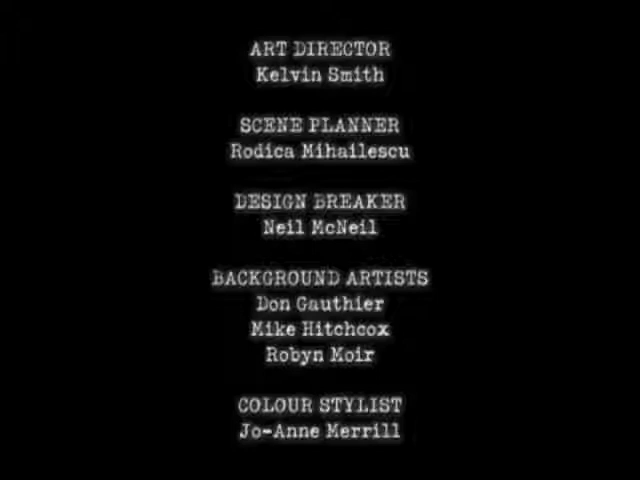 ART DIRECTOR
Kelvin Smith
SCENE PLANNER
Rodica Mihailescu
DESIGN BREAKER
Neil McNeil
BACKGROUND ARTISTS
Don Gauthier
Mike Hitchcox
Robyn Moir
COLOUR STYLIST
Jo-Anne Merrill